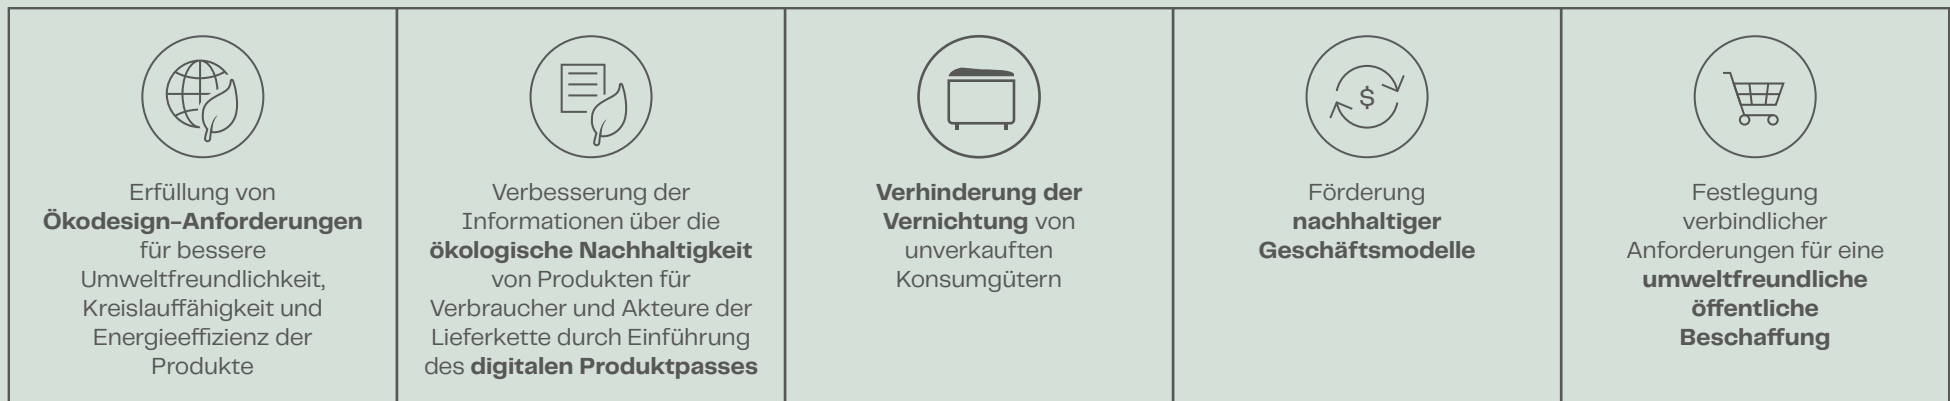 Erfüllung von
Ökodesign-Anforderungen
für bessere
Umweltfreundlichkeit,
Kreislauffähigkeit und
Energieeffizienz der
Produkte
Verbesserung der
Informationen über die
ökologische Nachhaltigkeit
von Produkten für
Verbraucher und Akteure der
Lieferkette durch Einführung
des digitalen Produktpasses
Verhinderung der
Vernichtung von
unverkauften
Konsumgütern
$
Förderung
nachhaltiger
Geschäftsmodelle
Festlegung
verbindlicher
Anforderungen für eine
umweltfreundliche
öffentliche
Beschaffung